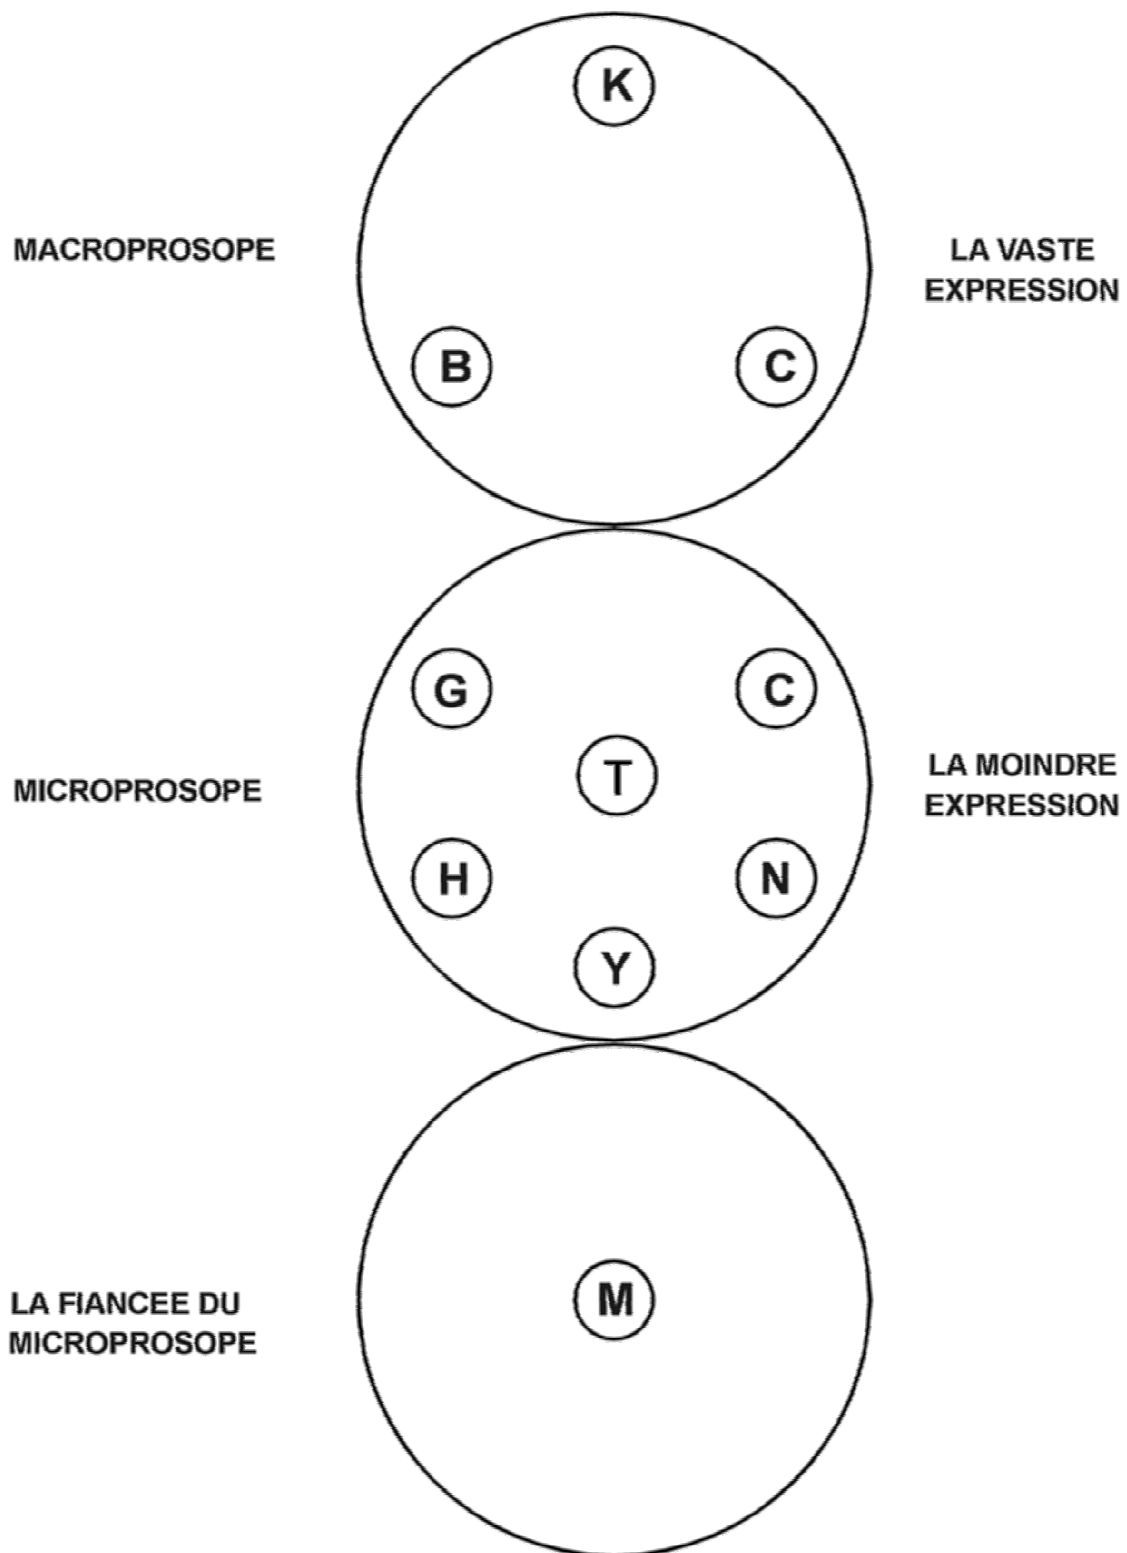 K
MACROPROSOPE
LA VASTE
EXPRESSION
B
C
G
C
T
MICROPROSOPE
LA MOINDRE
EXPRESSION
H
N
Y
M
LA FIANCEE DU
MICROPROSOPE